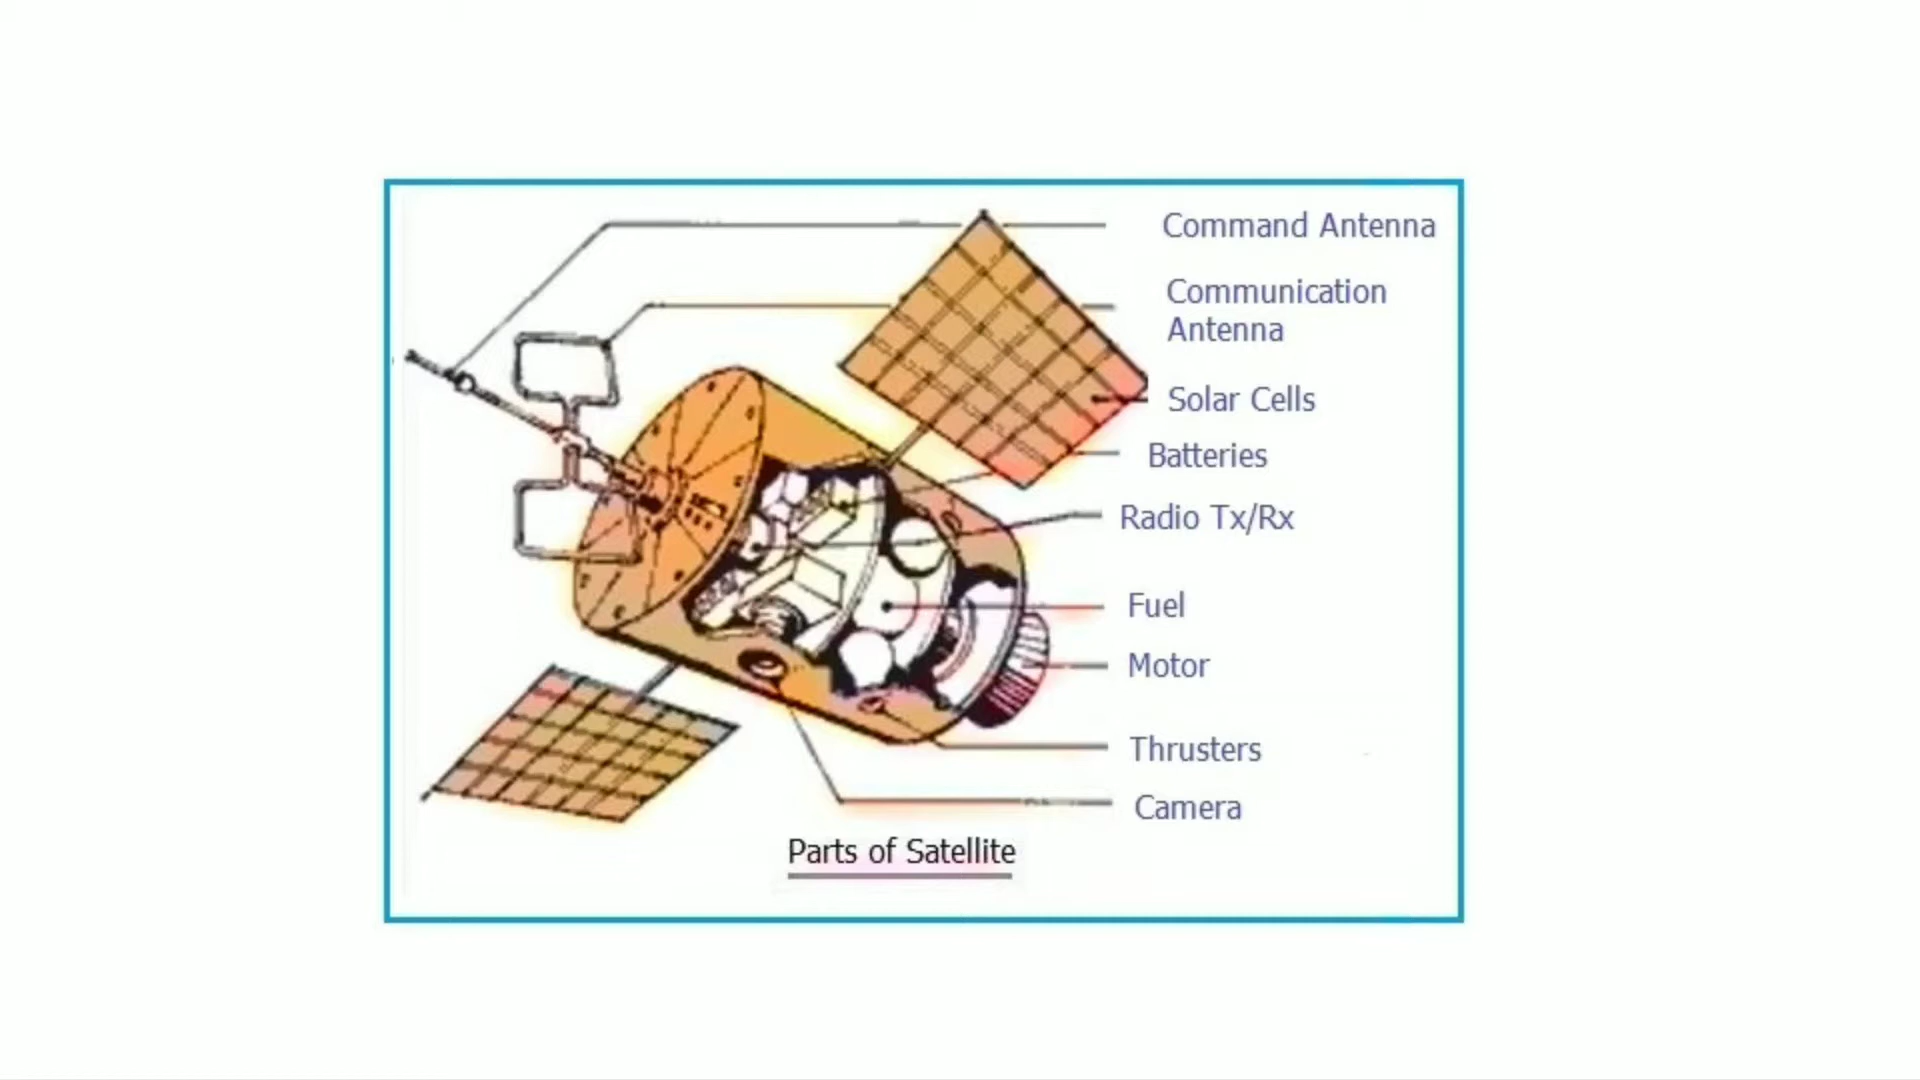 Command Antenna
Communication
Antenna
Solar Cells
Batteries
Radio Tx/Rx
Fuel
Motor
Thrusters
Camera
Parts of Satellite